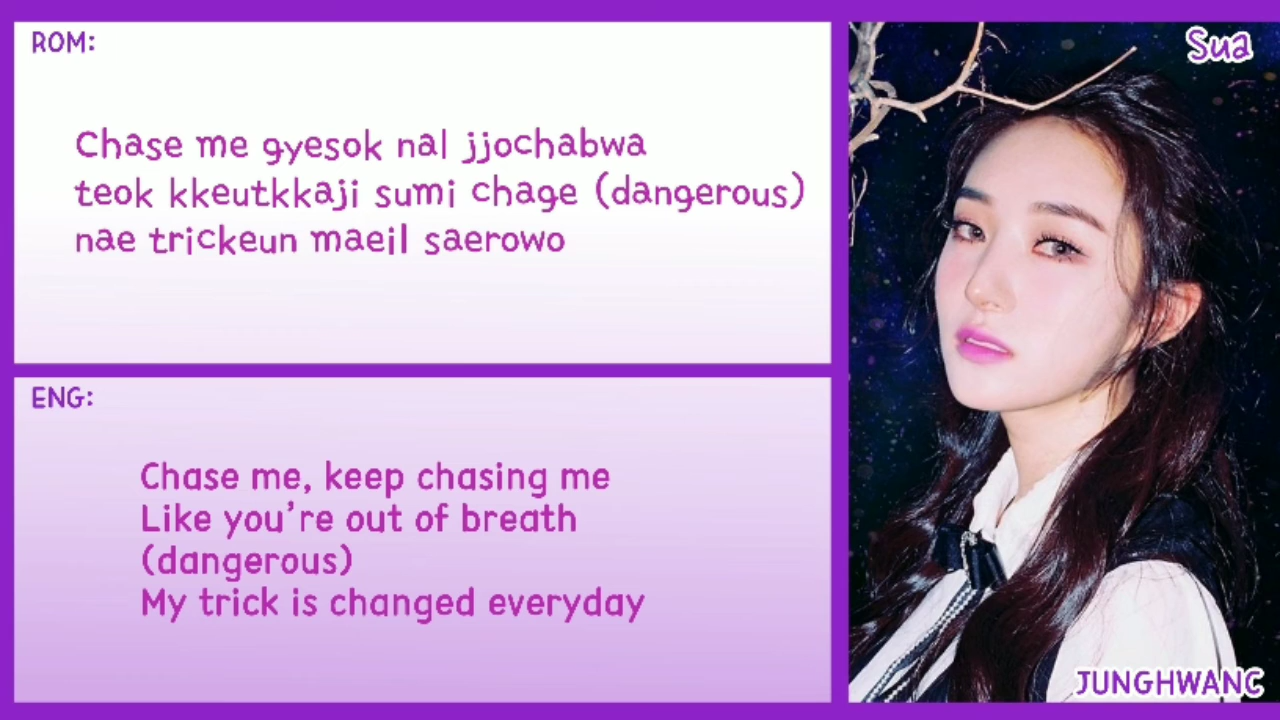 ROM:
Chase me gyesok nal jjochabwa
teok kkeutkkaji sumi chage (dangerous)
nae trickeun maeil saerowo
ENG:
Chase me, keep chasing me
Like you're out of breath
(dangerous)
My trick is changed everyday
Sua
JUNGHWANC